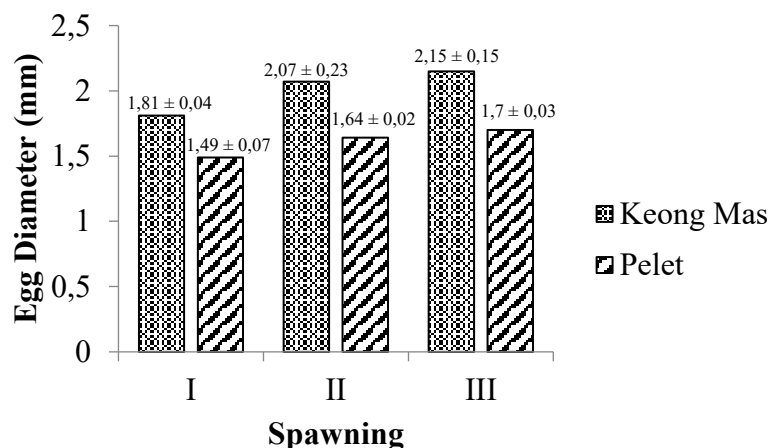 Egg Diameter (mm)
2,5
2
1,5
1
0,5
0
1,81 ± 0,04
1,49 ± 0,07
2,07 ± 0,23
1,64 ± 0,02
2,15 ± 0,15
1,7 ± 0,03
I
II
III
Spawning
Keong Mas
Pelet